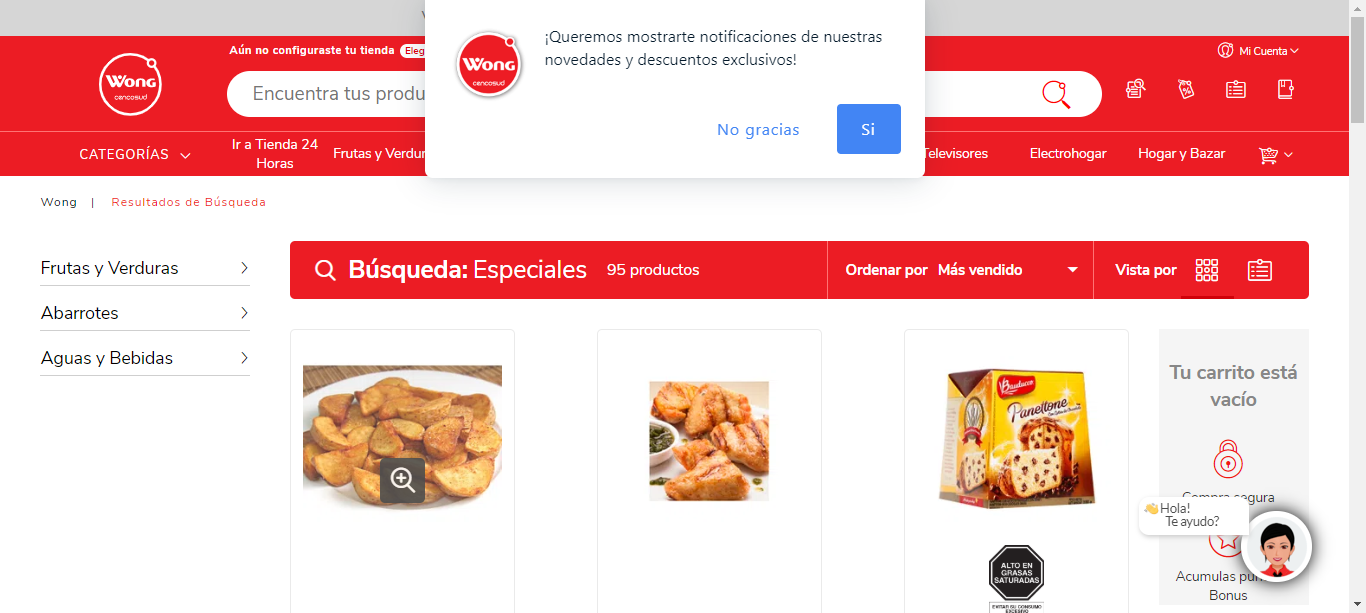 ¡Queremos mostrarte notificaciones de nuestras
novedades y descuentos exclusivos!
No gracias
Si
Wong
cencosud
Aún no configuraste tu tienda
Mi Cuenta
Wong
cencosud
Encuentra tus produ
CATEGORÍAS
Ir a Tienda 24
Horas
Frutas y Verdur
Televisores
Electrohogar
Hogar y Bazar
Wong | Resultados de Búsqueda
Frutas y Verduras
Abarrotes
Aguas y Bebidas
Búsqueda: Especiales 95 productos
Ordenar por Más vendido
Vista por
Bauducco
Panettone
ALTO EN
GRASAS
SATURADAS
EVITAR SU CONSUMO
EXCESIVO
Tu carrito está
vacío
Compra segura
Hola!
Te ayudo?
Acumulas
Bonus